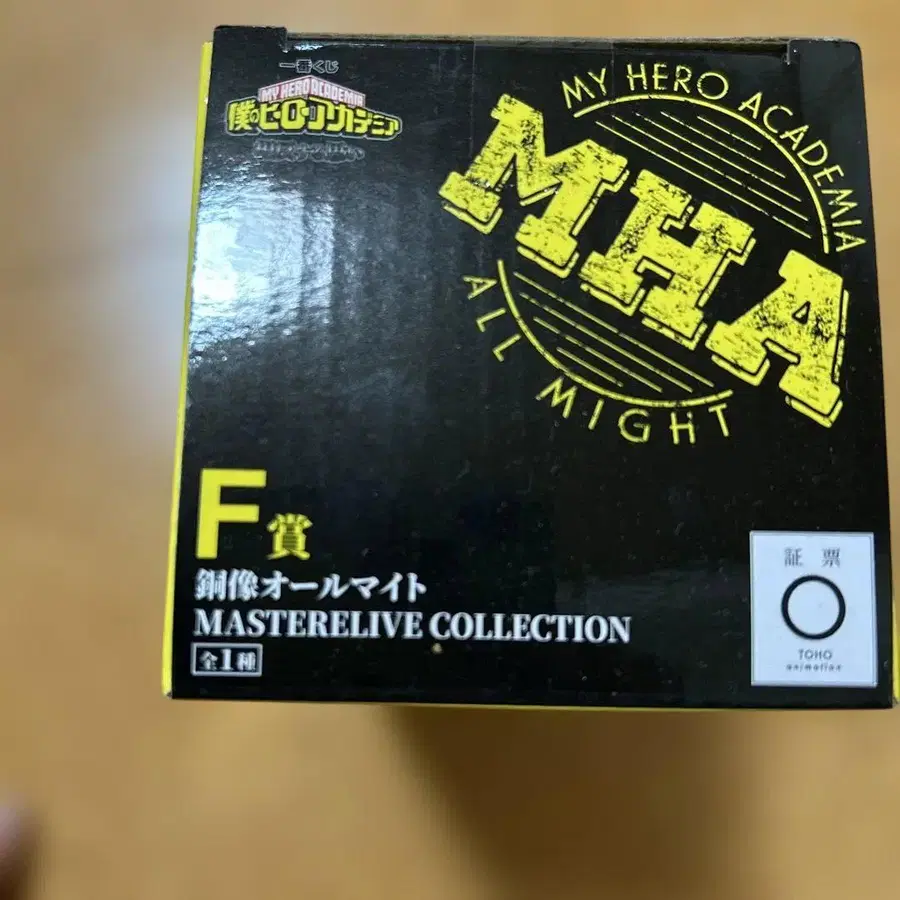 一番くじ
MY HERO ACADEMIA
僕のヒーローアカデミア
MY HERO ACADEMIA
MHA
ALL MIGHT
F賞
銅像オールマイト
MASTERELIVE COLLECTION
全1種
証票
TOHO
animation